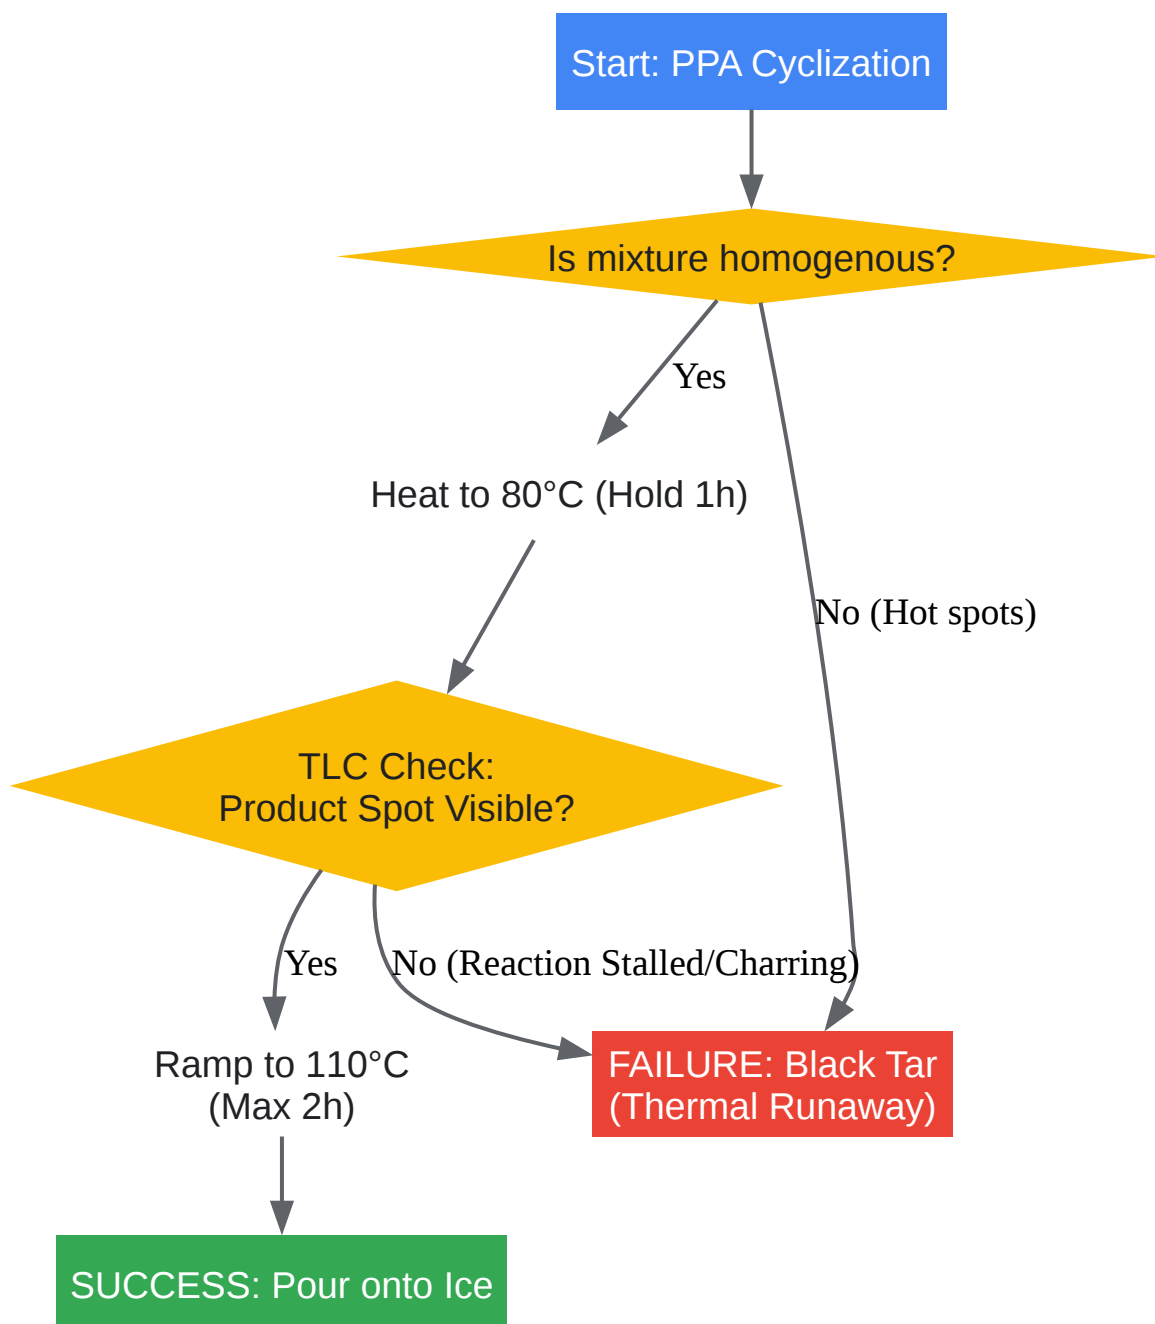 Start: PPA Cyclization
Is mixture homogenous?
Yes
Heat to 80°C (Hold 1h)
No (Hot spots)
TLC Check:
Product Spot Visible?
Yes
No (Reaction Stalled/Charring)
Ramp to 110°C
(Max 2h)
FAILURE: Black Tar
(Thermal Runaway)
SUCCESS: Pour onto Ice